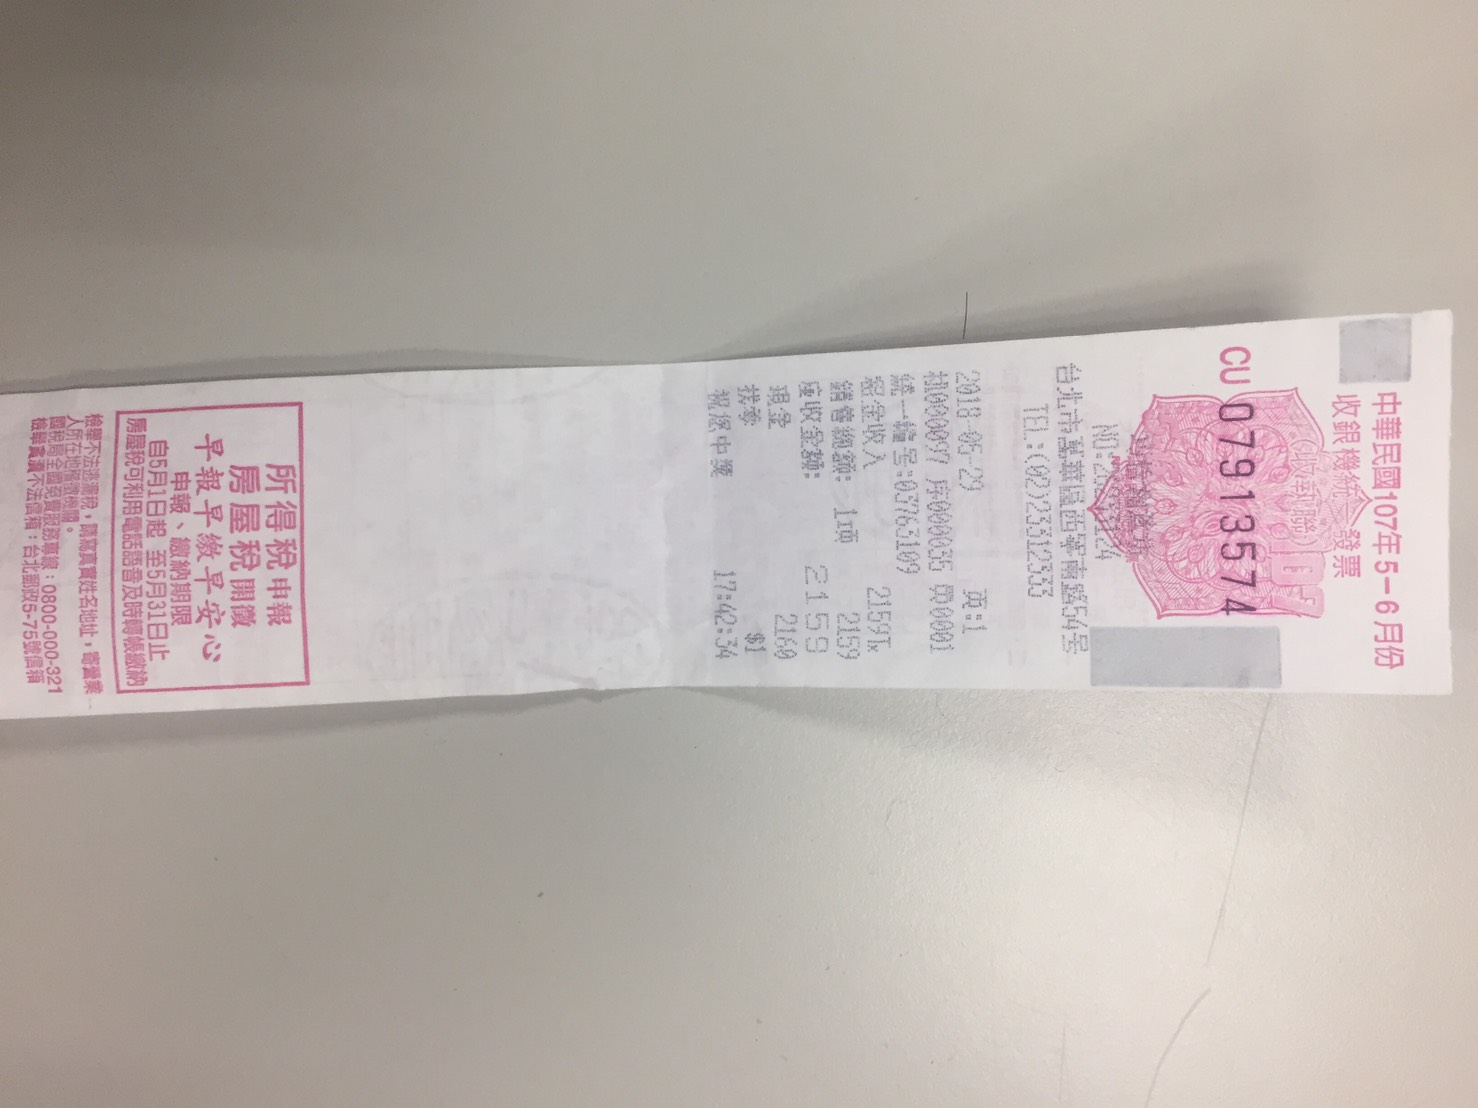 中華民國107年5-6月份
收銀機統一發票
(收執聯)
107
CU 07913574
台北市萬華區西寧南路54号
TEL:(02)23312333
2018-05-29 頁:1
机000097 序000035 頁0001
統一編号:03763109
租金收入 2159Tx
銷售總額: 1項 2159
應收金額: 2159
現金 2160
找零 $1
祝您中獎 17:42:34
所得稅申報
房屋稅開徵
早報早繳早安心
申報、繳納期限
自5月1日起 至5月31日止
房屋稅可利用電話語音及時轉帳繳納
檢舉不法逃漏稅,請寫真實姓名地址,寄營業
人所在地稽徵機關。
國稅局全國免費服務專線:0800-000-321
檢舉貪瀆不法信箱:台北郵政5-75號信箱